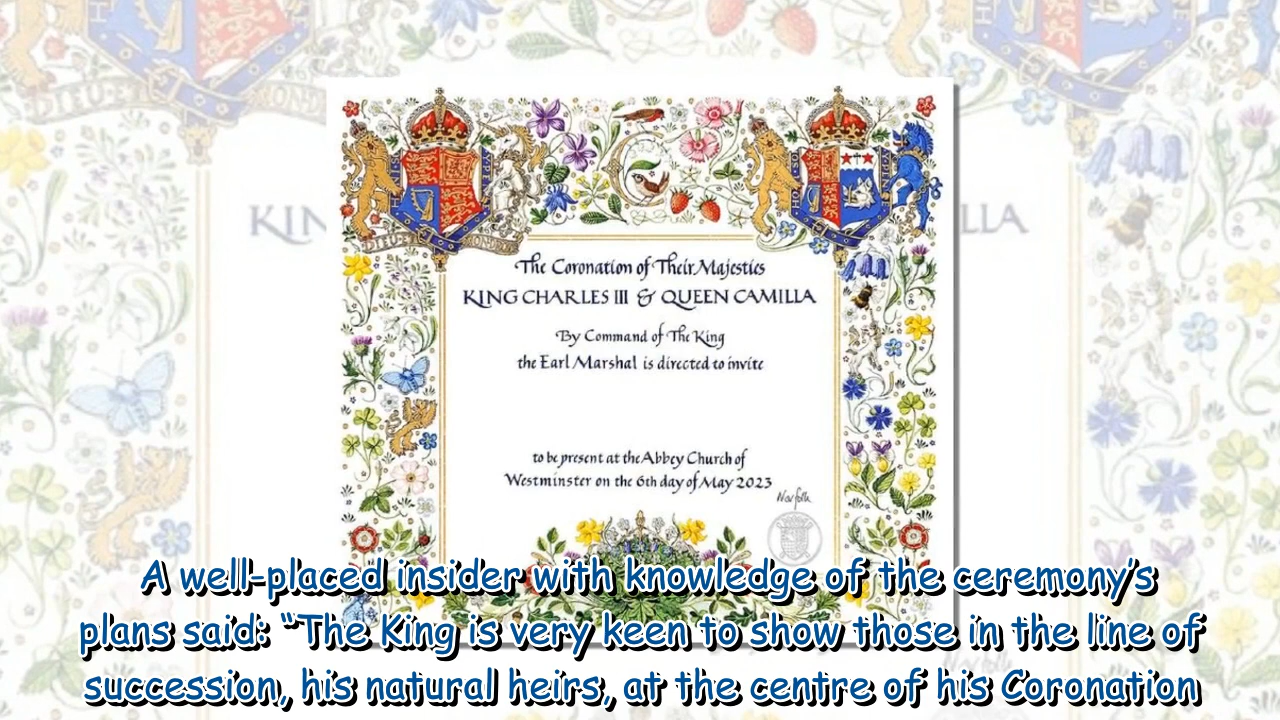 The Coronation of Their Majesties
KING CHARLES III & QUEEN CAMILLA
By Command of The King
the Earl Marshal is directed to invite
to be present at the Abbey Church of
Westminster on the 6th day of May 2023
Norfolk
A well-placed insider with knowledge of the ceremony’s
plans said: “The King is very keen to show those in the line of
succession, his natural heirs, at the centre of his Coronation